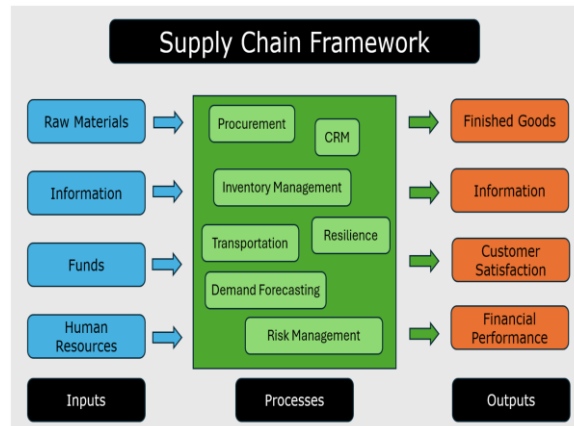 Supply Chain Framework
Raw Materials
Information
Funds
Human
Resources
Procurement
CRM
Inventory Management
Transportation
Resilience
Demand Forecasting
Risk Management
Finished Goods
Information
Customer
Satisfaction
Financial
Performance
Inputs
Processes
Outputs